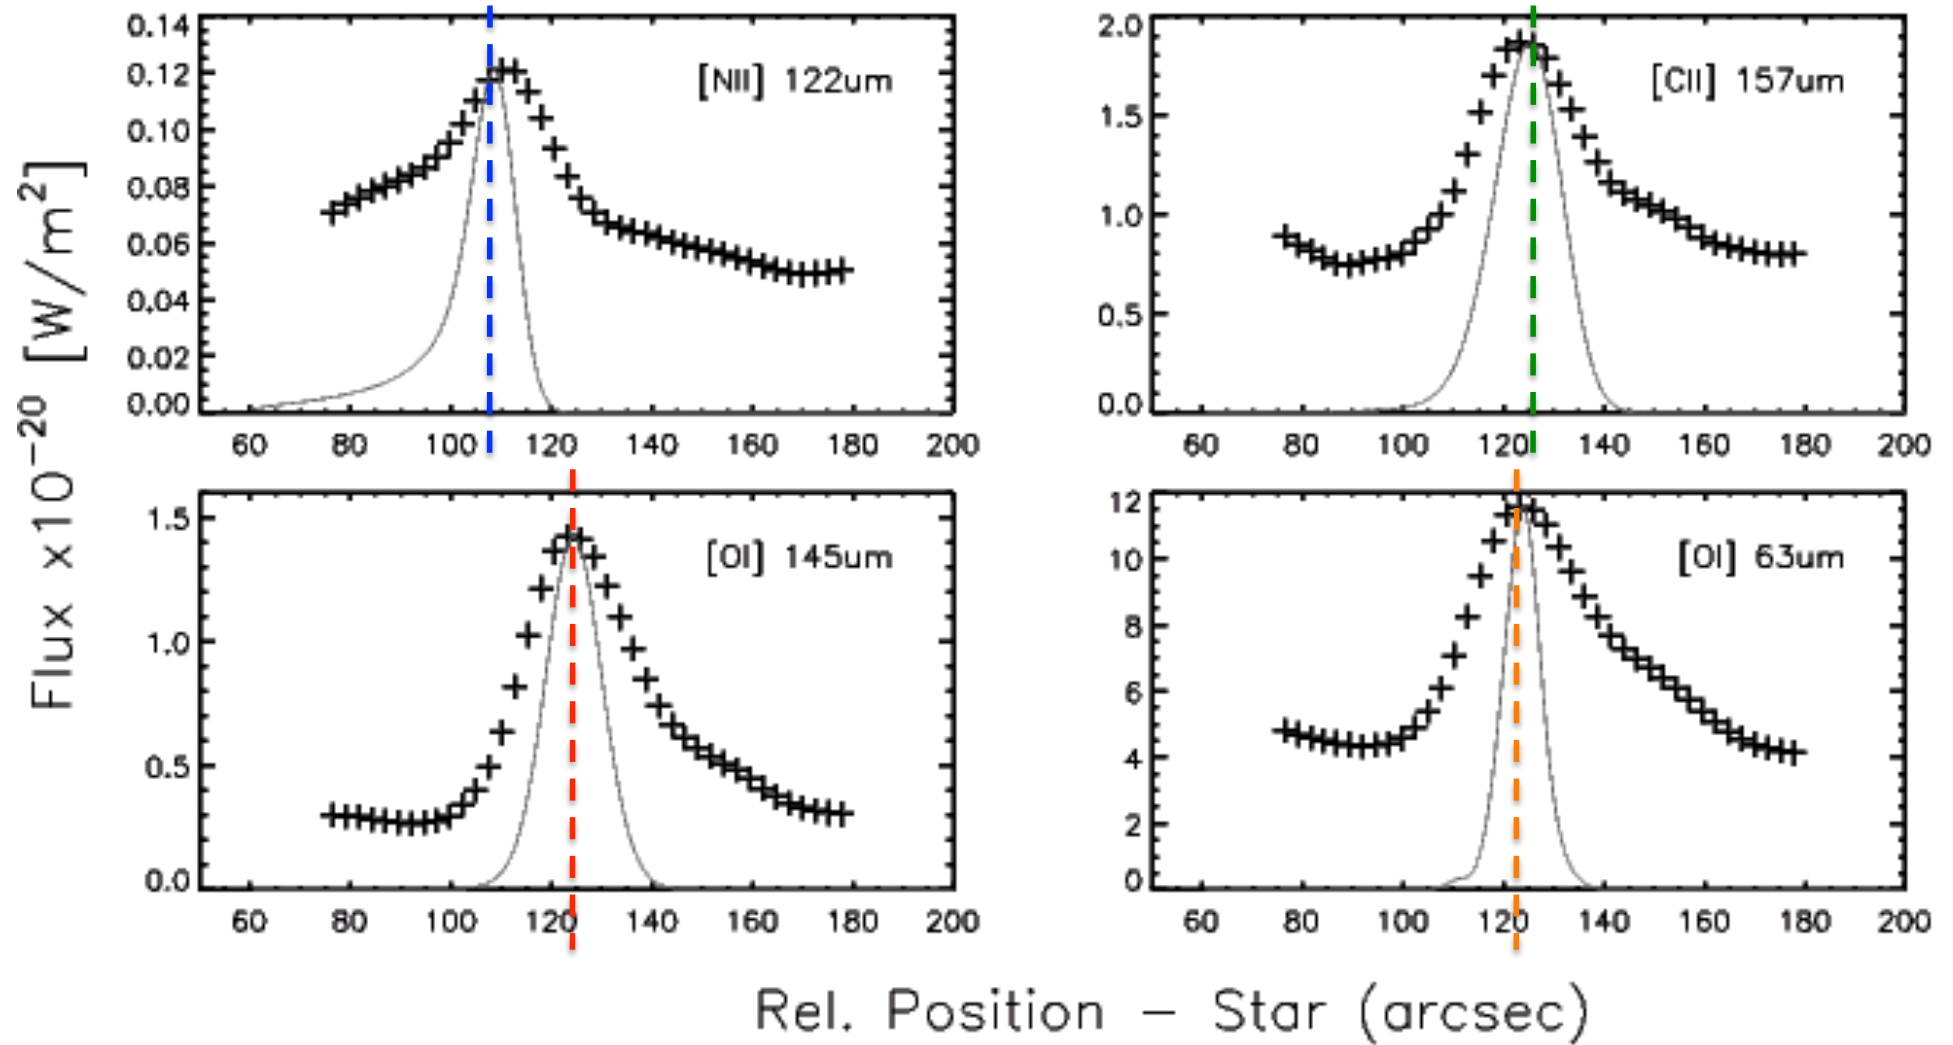 Flux x10⁻²⁰ [W/m²]
[NII] 122um
0.14
0.12
0.10
0.08
0.06
0.04
0.02
0.00
60 80 100 120 140 160 180 200
[CII] 157um
2.0
1.5
1.0
0.5
0.0
60 80 100 120 140 160 180 200
[OI] 145um
1.5
1.0
0.5
0.0
60 80 100 120 140 160 180 200
[OI] 63um
12
10
8
6
4
2
0
60 80 100 120 140 160 180 200
Rel. Position – Star (arcsec)